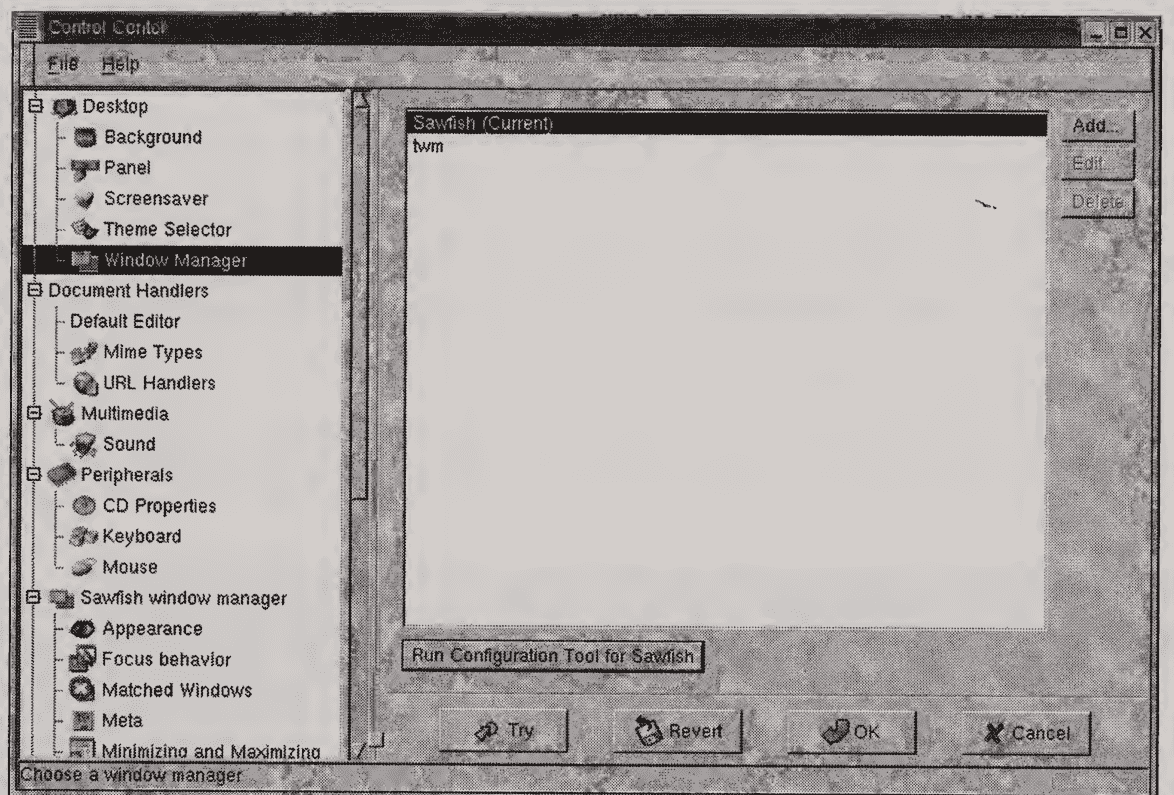 Control Center
File Help
Desktop
Background
Panel
Screensaver
Theme Selector
Window Manager
Document Handlers
Default Editor
Mime Types
URL Handlers
Multimedia
Sound
Peripherals
CD Properties
Keyboard
Mouse
Sawfish window manager
Appearance
Focus behavior
Matched Windows
Meta
Minimizing and Maximizing
Sawfish (Current)
twm
Add...
Edit...
Delete
Run Configuration Tool for Sawfish
Try
Revert
OK
Cancel
Choose a window manager